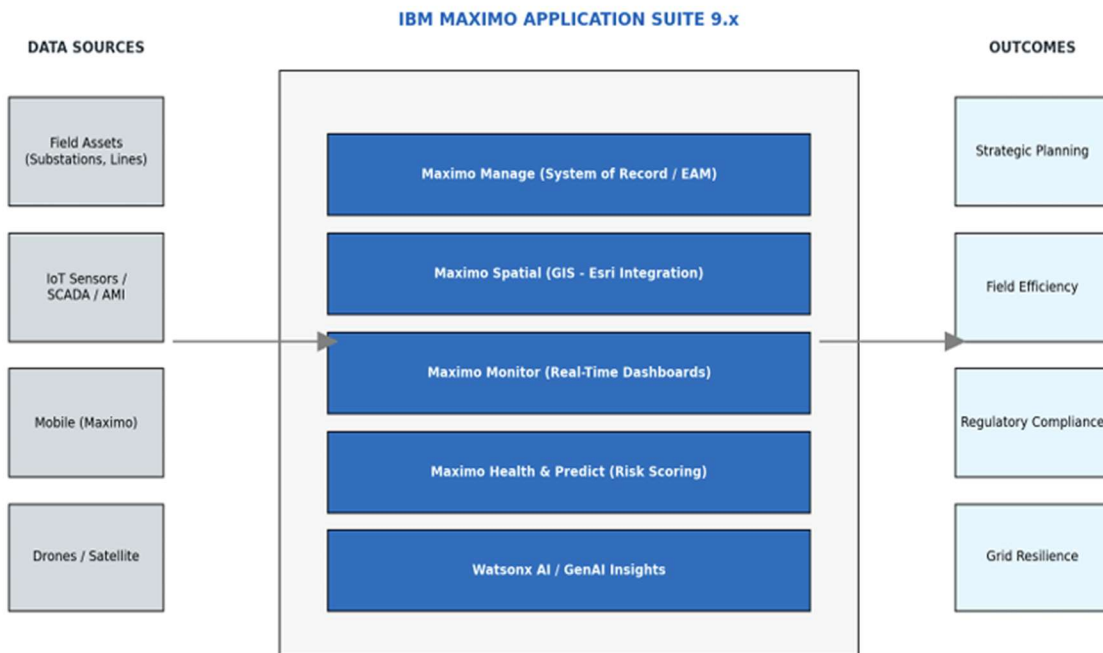 IBM MAXIMO APPLICATION SUITE 9.x
DATA SOURCES
Field Assets
(Substations, Lines)
IoT Sensors /
SCADA / AMI
Mobile (Maximo)
Drones / Satellite
Maximo Manage (System of Record / EAM)
Maximo Spatial (GIS - Esri Integration)
Maximo Monitor (Real-Time Dashboards)
Maximo Health & Predict (Risk Scoring)
Watsonx AI / GenAI Insights
OUTCOMES
Strategic Planning
Field Efficiency
Regulatory Compliance
Grid Resilience